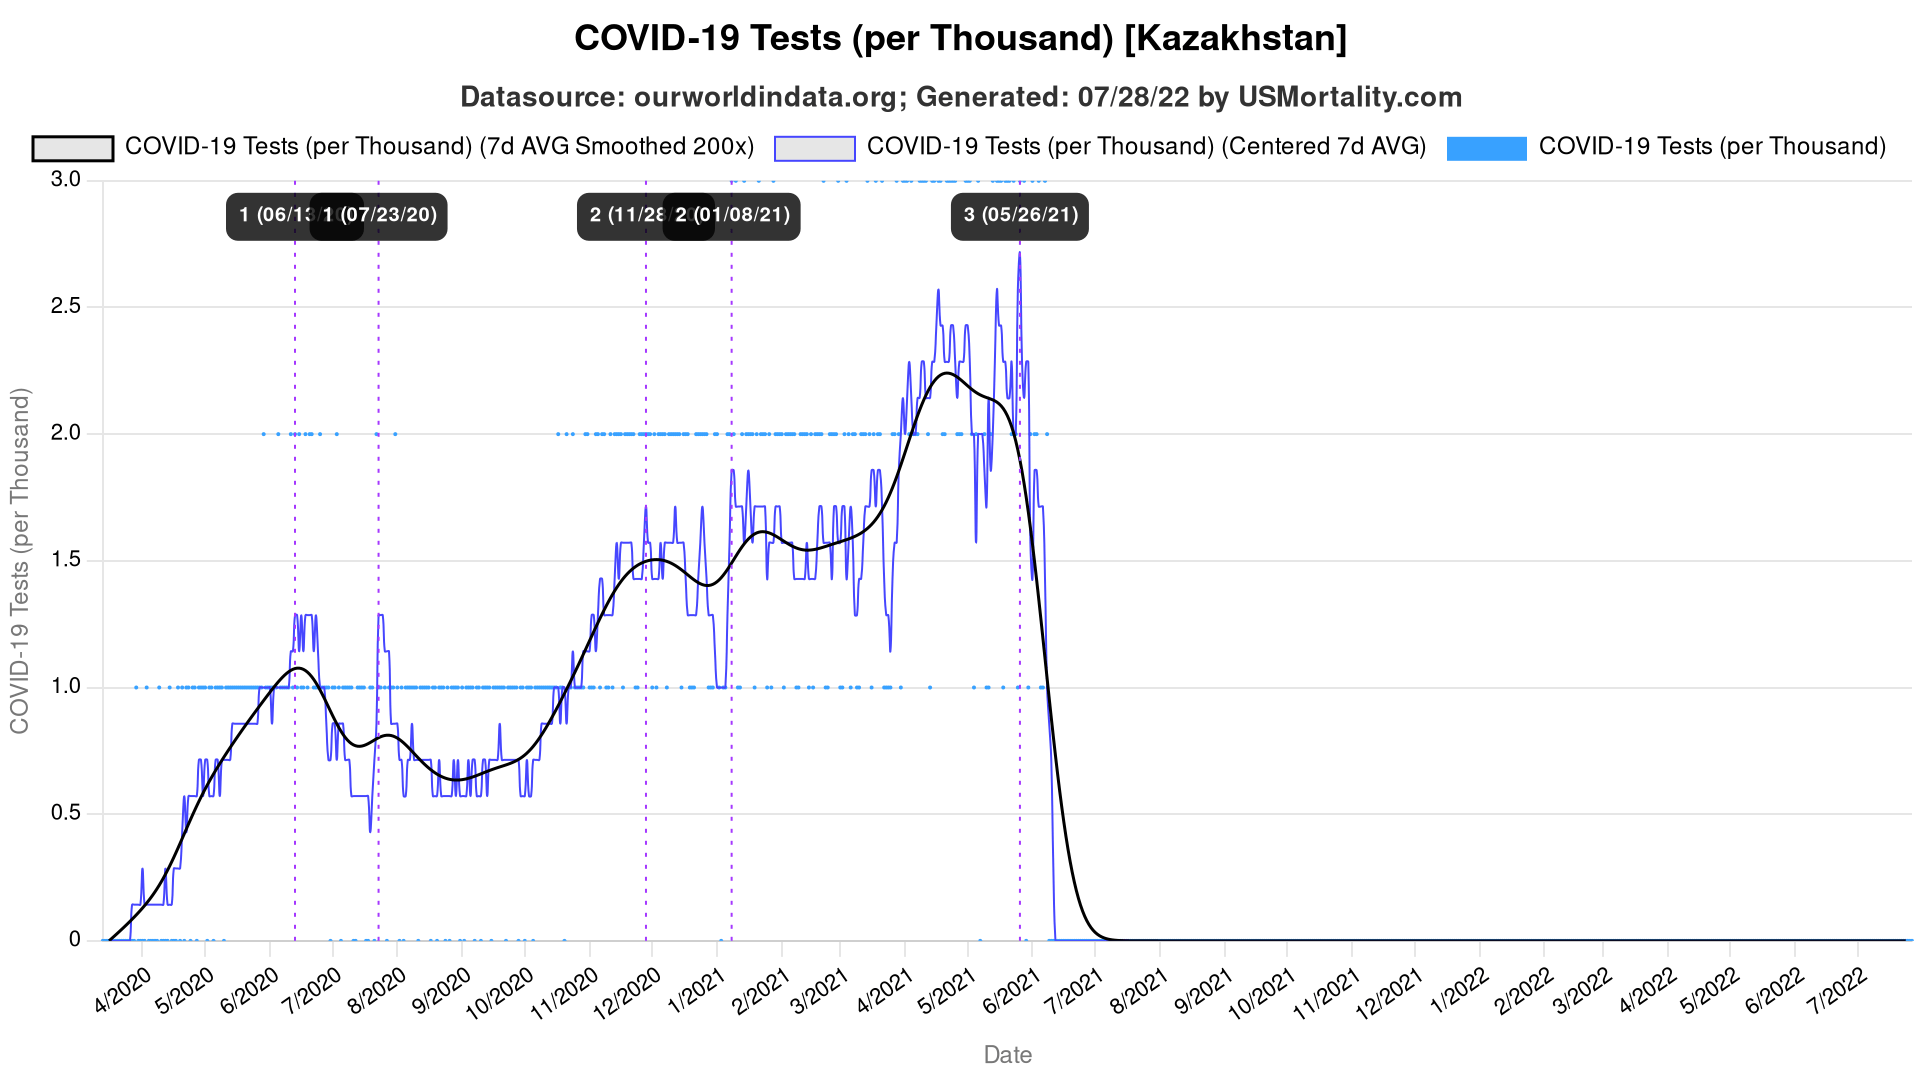 COVID-19 Tests (per Thousand) [Kazakhstan]
Datasource: ourworldindata.org; Generated: 07/28/22 by USMortality.com
COVID-19 Tests (per Thousand) (7d AVG Smoothed 200x) COVID-19 Tests (per Thousand) (Centered 7d AVG) COVID-19 Tests (per Thousand)
3.0
1 (06/13/ 1 (07/23/20) 2 (11/28/ 2 (01/08/21) 3 (05/26/21)
2.5
2.0
1.5
1.0
0.5
0
COVID-19 Tests (per Thousand)
4/2020 5/2020 6/2020 7/2020 8/2020 9/2020 10/2020 11/2020 12/2020 1/2021 2/2021 3/2021 4/2021 5/2021 6/2021 7/2021 8/2021 9/2021 10/2021 11/2021 12/2021 1/2022 2/2022 3/2022 4/2022 5/2022 6/2022 7/2022
Date